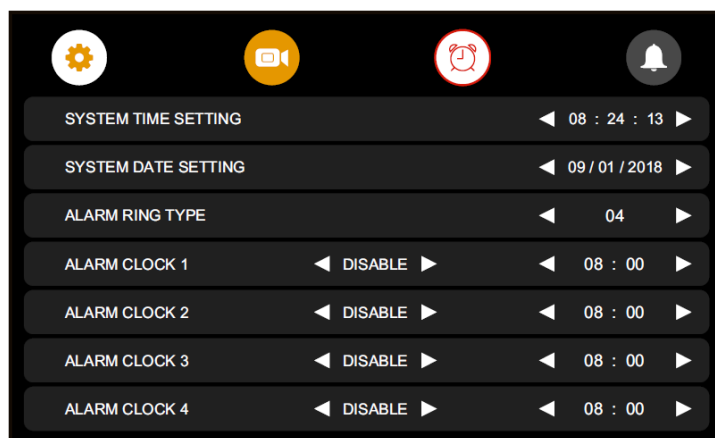 SYSTEM TIME SETTING 08 : 24 : 13
SYSTEM DATE SETTING 09 / 01 / 2018
ALARM RING TYPE 04
ALARM CLOCK 1 DISABLE 08 : 00
ALARM CLOCK 2 DISABLE 08 : 00
ALARM CLOCK 3 DISABLE 08 : 00
ALARM CLOCK 4 DISABLE 08 : 00